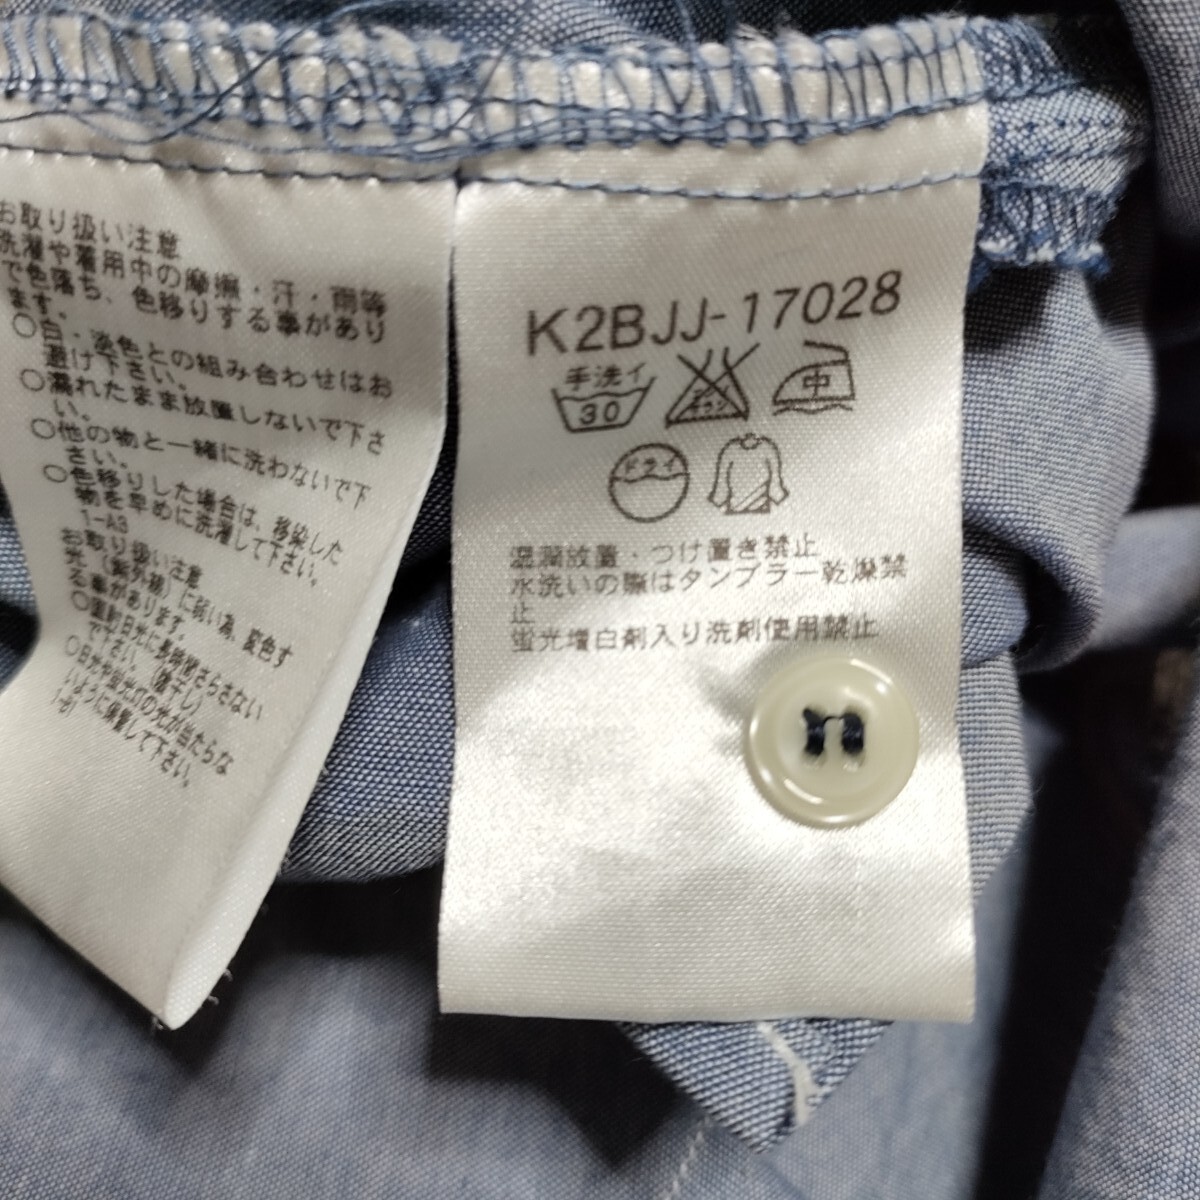 お取り扱い注意
洗濯や着用中の摩擦・汗・雨等
で色落ち、色移りする事があり
ます。
○白・淡色との組み合わせはお
避け下さい。
○濡れたまま放置しないで下さ
い。
○他の物と一緒に洗わないで下
さい。
○色移りした場合は、移染した
物を早めに洗濯して下さい。
1-A3
お取り扱い注意
光（紫外線）に弱い為、変色す
る事があります。
○直射日光に長時間さらさない
で下さい。（陰干し）
○日光や蛍光灯の光が当たらな
いように保管して下さい。
K2BJJ-17028
手洗イ
30
中
ドライ
湿潤放置・つけ置き禁止
水洗いの際はタンブラー乾燥禁
止
蛍光増白剤入り洗剤使用禁止